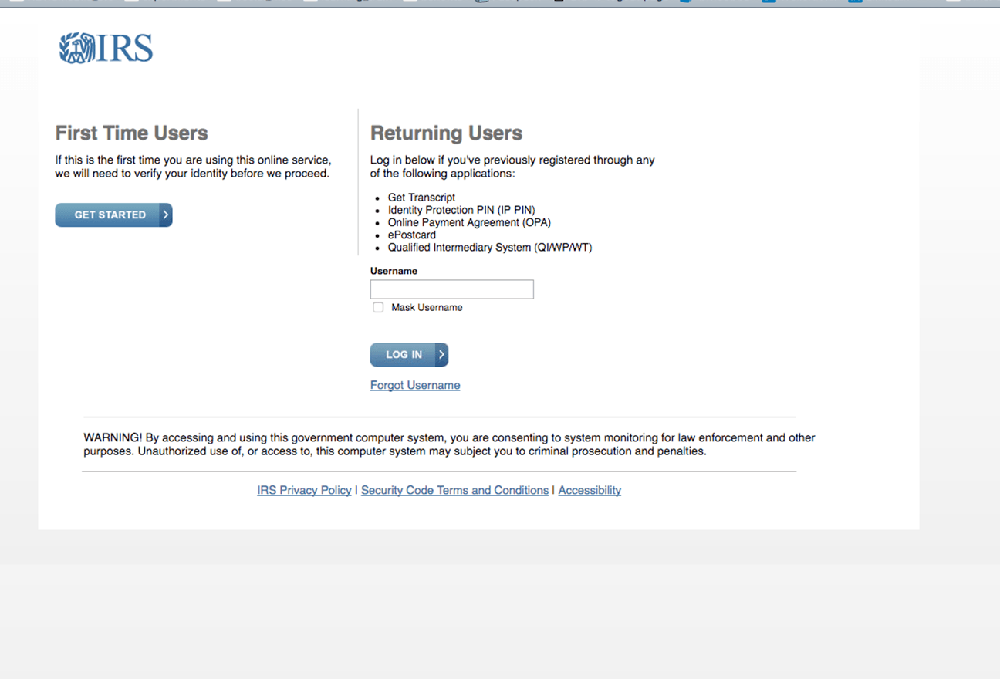 IRS
First Time Users
If this is the first time you are using this online service,
we will need to verify your identity before we proceed.
GET STARTED
Returning Users
Log in below if you've previously registered through any
of the following applications:
Get Transcript
Identity Protection PIN (IP PIN)
Online Payment Agreement (OPA)
ePostcard
Qualified Intermediary System (QI/WP/WT)
Username
Mask Username
LOG IN
Forgot Username
WARNING! By accessing and using this government computer system, you are consenting to system monitoring for law enforcement and other
purposes. Unauthorized use of, or access to, this computer system may subject you to criminal prosecution and penalties.
IRS Privacy Policy | Security Code Terms and Conditions | Accessibility